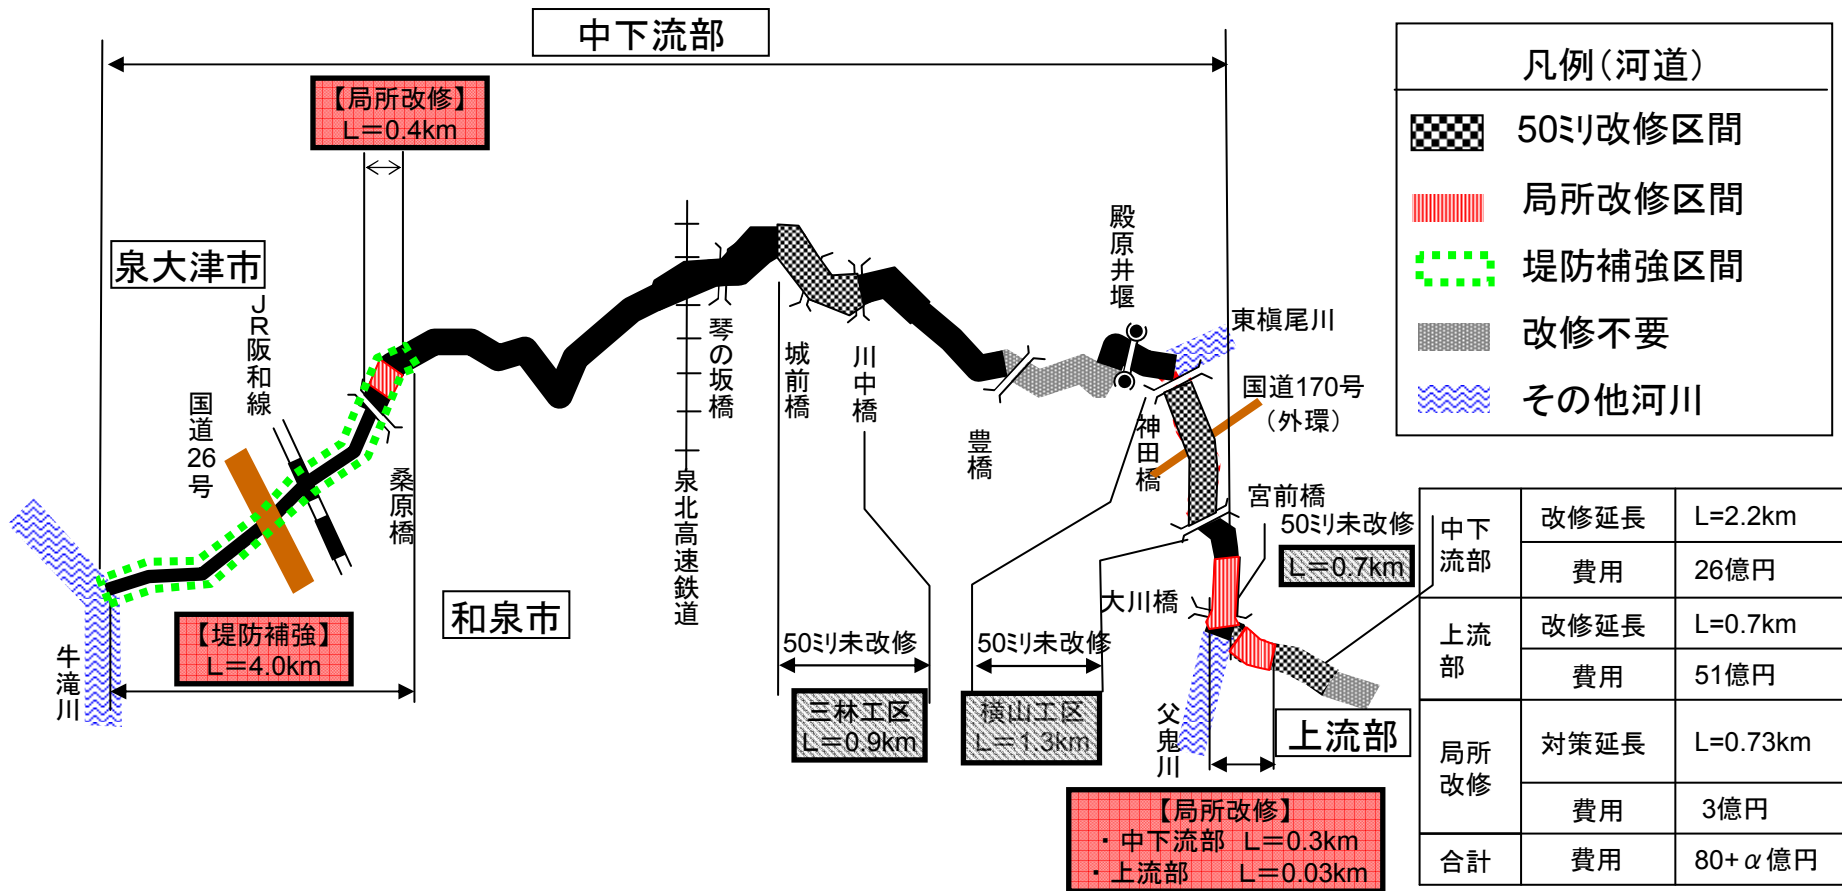 中下流部
【局所改修】
L=0.4km
凡例(河道)
50ミリ改修区間
局所改修区間
堤防補強区間
改修不要
その他河川
泉大津市
JR阪和線
国道26号
桑原橋
牛滝川
【堤防補強】
L=4.0km
和泉市
泉北高速鉄道
琴の坂橋
城前橋
川中橋
豊橋
殿原井堰
東槇尾川
国道170号
(外環)
神田橋
宮前橋
50ミリ未改修
L=0.7km
大川橋
50ミリ未改修
三林工区
L=0.9km
50ミリ未改修
横山工区
L=1.3km
父鬼川
上流部
【局所改修】
・中下流部 L=0.3km
・上流部 L=0.03km
中下流部
改修延長 L=2.2km
費用 26億円
上流部
改修延長 L=0.7km
費用 51億円
局所改修
対策延長 L=0.73km
費用 3億円
合計 費用 80+α億円